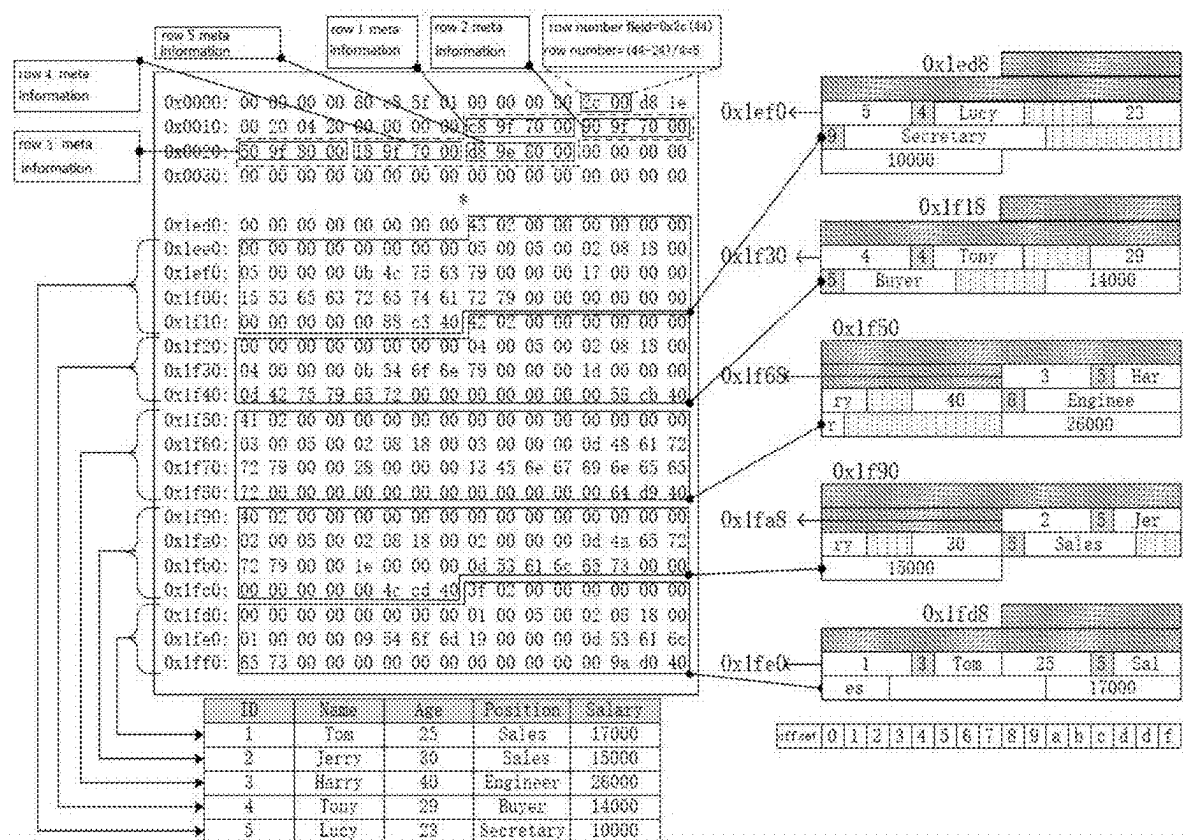 row 5 meta
information
row 1 meta
information
row 2 meta
information
row number
row number= (44-24)/4=5
row 4 meta
information
row 3 meta
information
0x0000: 00 00 00 00 80 e8 5f 01 00 00 00 00 2c 00 d8 1e
0x0010: 00 20 04 20 00 00 00 00 c8 9f 70 00 90 9f 70 00
0x0020: 50 9f 80 00 18 9f 70 00 d8 9e 80 00 00 00 00 00
0x0030: 00 00 00 00 00 00 00 00 00 00 00 00 00 00 00 00
*
0x1ed0: 00 00 00 00 00 00 00 00 43 02 00 00 00 00 00 00
0x1ee0: 00 00 00 00 00 00 00 00 05 00 05 00 02 08 18 00
0x1ef0: 05 00 00 00 0b 4c 75 63 79 00 00 00 17 00 00 00
0x1f00: 15 53 65 63 72 65 74 61 72 79 00 00 00 00 00 00
0x1f10: 00 00 00 00 00 88 c3 40 42 02 00 00 00 00 00 00
0x1f20: 00 00 00 00 00 00 00 00 04 00 05 00 02 08 18 00
0x1f30: 04 00 00 00 0b 54 6f 6e 79 00 00 00 1d 00 00 00
0x1f40: 0d 42 75 79 65 72 00 00 00 00 00 00 00 58 cb 40
0x1f50: 41 02 00 00 00 00 00 00 00 00 00 00 00 00 00 00
0x1f60: 03 00 05 00 02 08 18 00 03 00 00 00 0d 48 61 72
0x1f70: 72 79 00 00 28 00 00 00 13 45 6e 67 69 6e 65 65
0x1f80: 72 00 00 00 00 00 00 00 00 00 00 00 00 64 d9 40
0x1f90: 40 02 00 00 00 00 00 00 00 00 00 00 00 00 00 00
0x1fa0: 02 00 05 00 02 08 18 00 02 00 00 00 0d 4a 65 72
0x1fb0: 72 79 00 00 1e 00 00 00 0d 53 61 6c 65 73 00 00
0x1fc0: 00 00 00 00 00 4c cd 40 3f 02 00 00 00 00 00 00
0x1fd0: 00 00 00 00 00 00 00 00 01 00 05 00 02 08 18 00
0x1fe0: 01 00 00 00 09 54 6f 6d 19 00 00 00 0d 53 61 6c
0x1ff0: 65 73 00 00 00 00 00 00 00 00 00 00 00 9a d0 40
0x1ed8
0x1ef0 5 4 Lucy 23
9 Secretary
10000
0x1f18
0x1f30 4 4 Tony 29
5 Buyer 14000
0x1f50
0x1f68 3 5 Har
ry 40 8 Enginee
r 26000
0x1f90
0x1fa8 2 5 Jer
ry 30 5 Sales
15000
0x1fd8
0x1fe0 1 3 Tom 25 5 Sal
es 17000
offset 0 1 2 3 4 5 6 7 8 9 a b c d d f
ID Name Age Position Salary
1 Tom 25 Sales 17000
2 Jerry 30 Sales 15000
3 Harry 40 Engineer 26000
4 Tony 29 Buyer 14000
5 Lucy 23 Secretary 10000